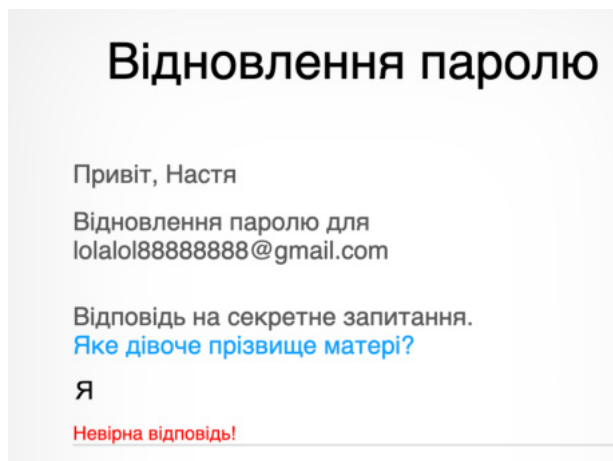 Відновлення паролю
Привіт, Настя
Відновлення паролю для
lolalol88888888@gmail.com
Відповідь на секретне запитання.
Яке дівоче прізвище матері?
я
Невірна відповідь!